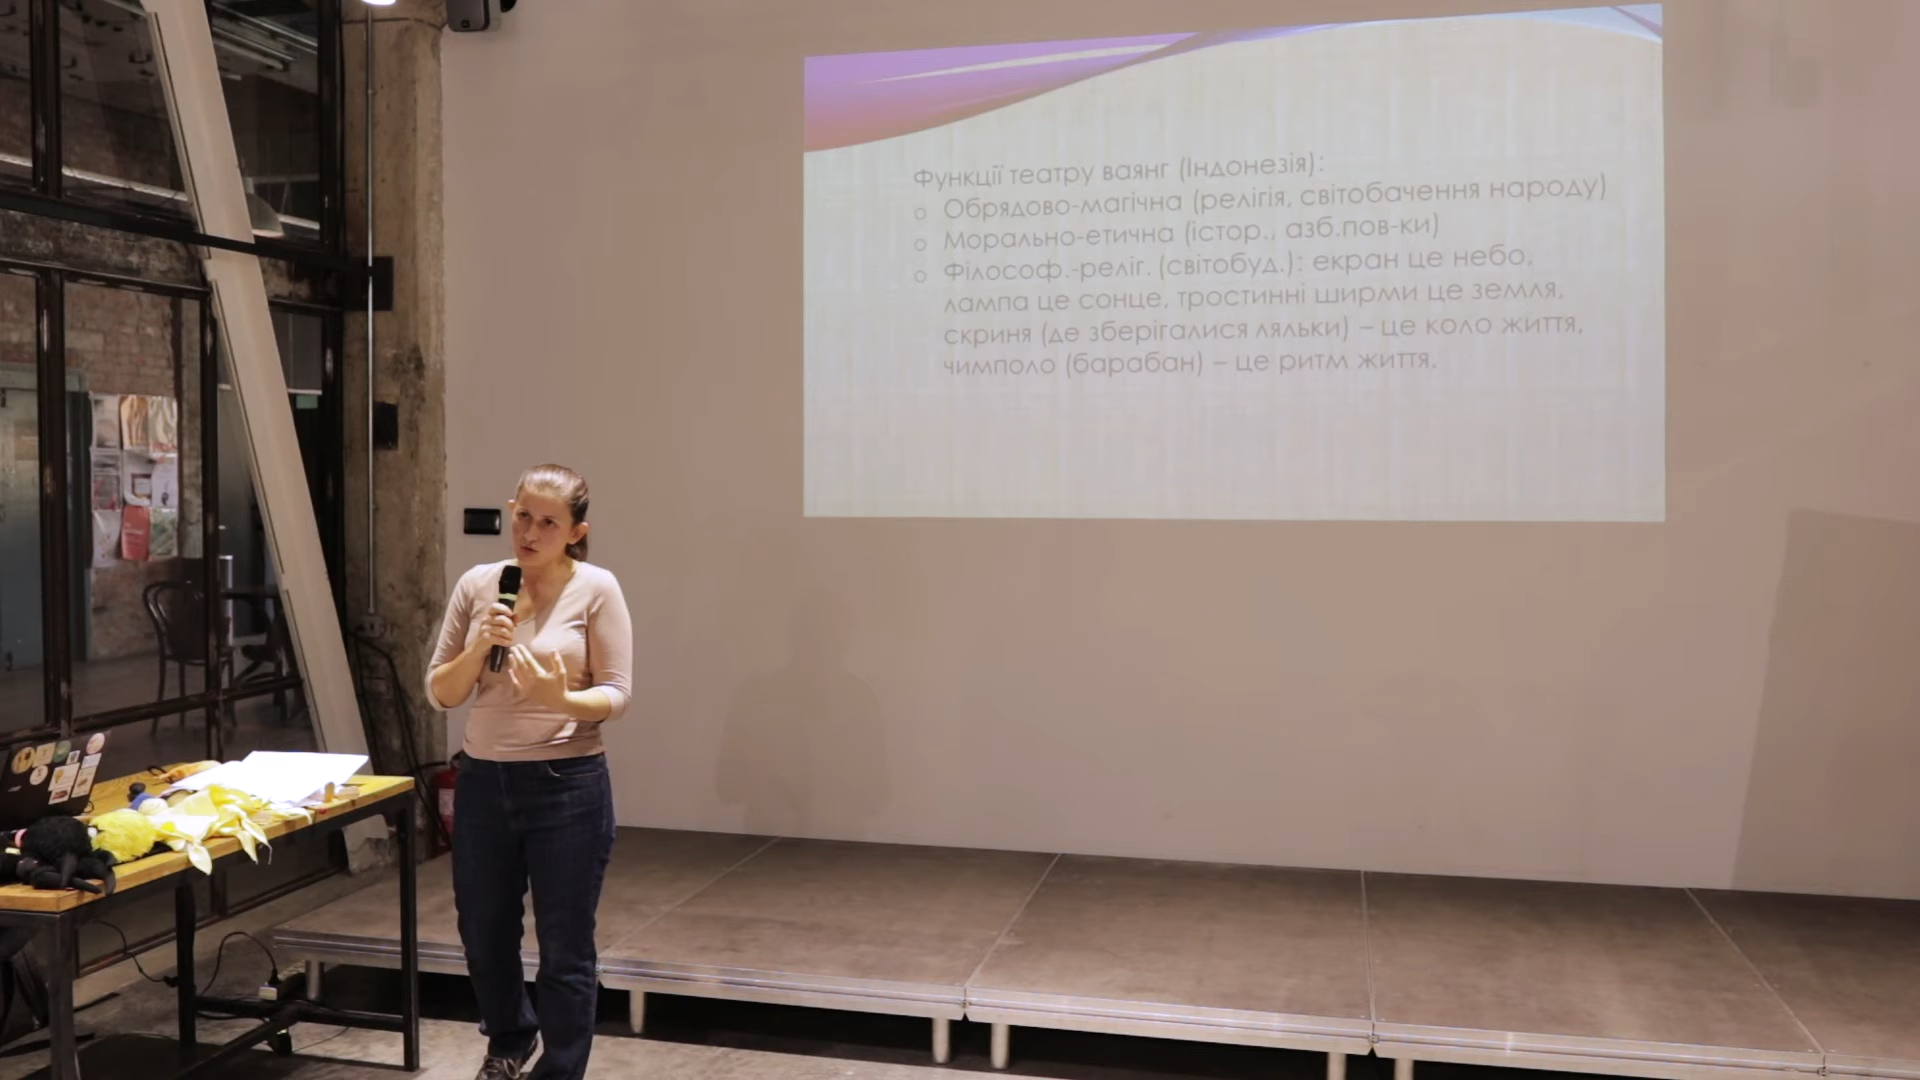 Функції театру ваянг (Індонезія):
Обрядово-магічна (релігія, світобачення народу)
Морально-етична (істор., азб.пов-ки)
Філософ.-реліг. (світобуд.): екран це небо,
лампа це сонце, тростинні ширми це земля,
скриня (де зберігалися ляльки) – це коло життя,
чимполо (барабан) – це ритм життя.